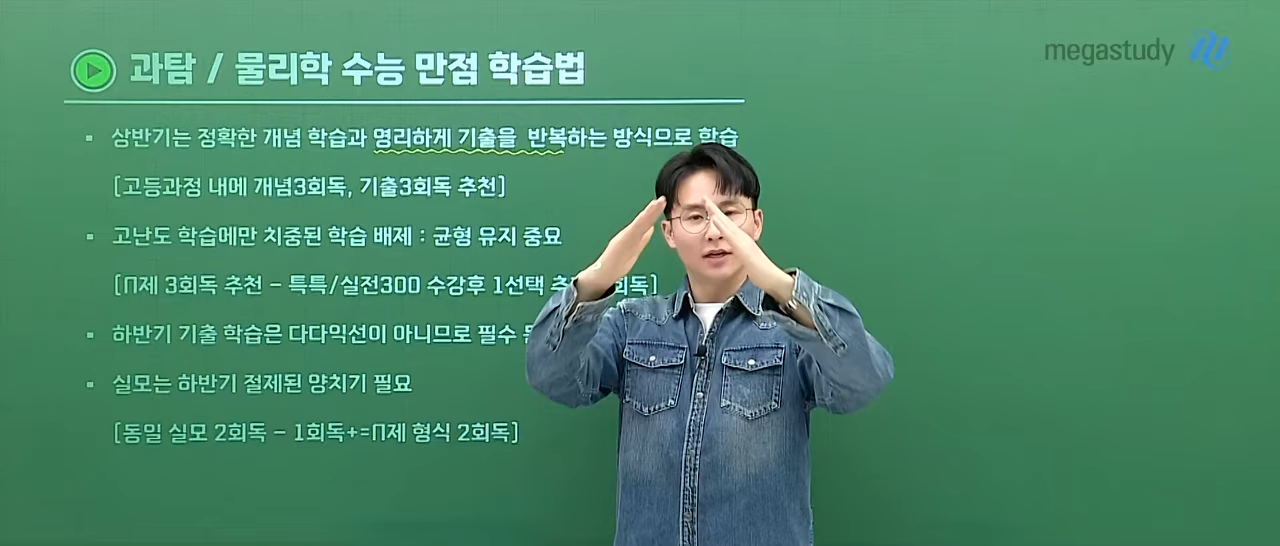 과탐 / 물리학 수능 만점 학습법
megastudy
▪ 상반기는 정확한 개념 학습과 영리하게 기출을 반복하는 방식으로 학습
[고등과정 내에 개념3회독, 기출3회독 추천]
▪ 고난도 학습에만 치중된 학습 배제 : 균형 유지 중요
[N제 3회독 추천 - 특특/실전300 수강후 1선택 회독]
▪ 하반기 기출 학습은 다다익선이 아니므로 필수
▪ 실모는 하반기 절제된 양치기 필요
[동일 실모 2회독 - 1회독+=N제 형식 2회독]